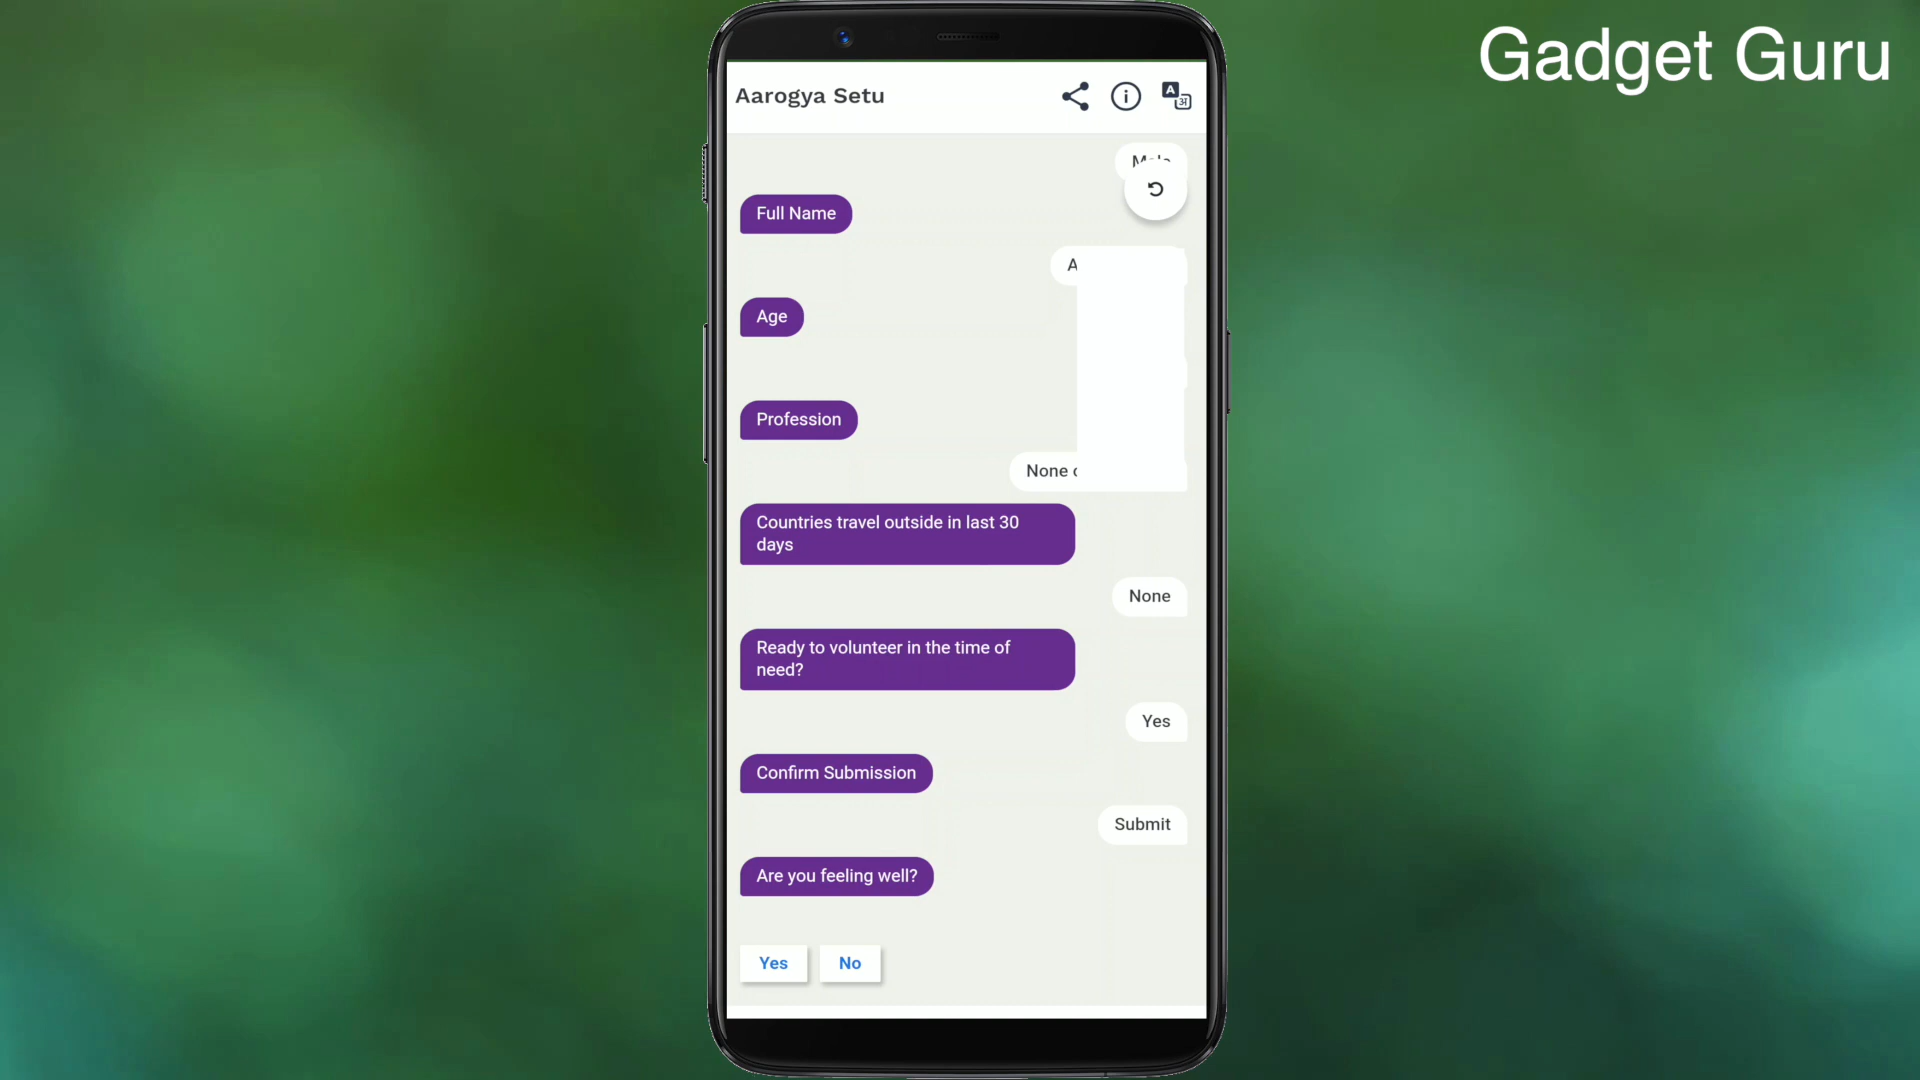 Gadget Guru
Aarogya Setu
Full Name
A
Age
Profession
None
Countries travel outside in last 30
days
None
Ready to volunteer in the time of
need?
Yes
Confirm Submission
Submit
Are you feeling well?
Yes No